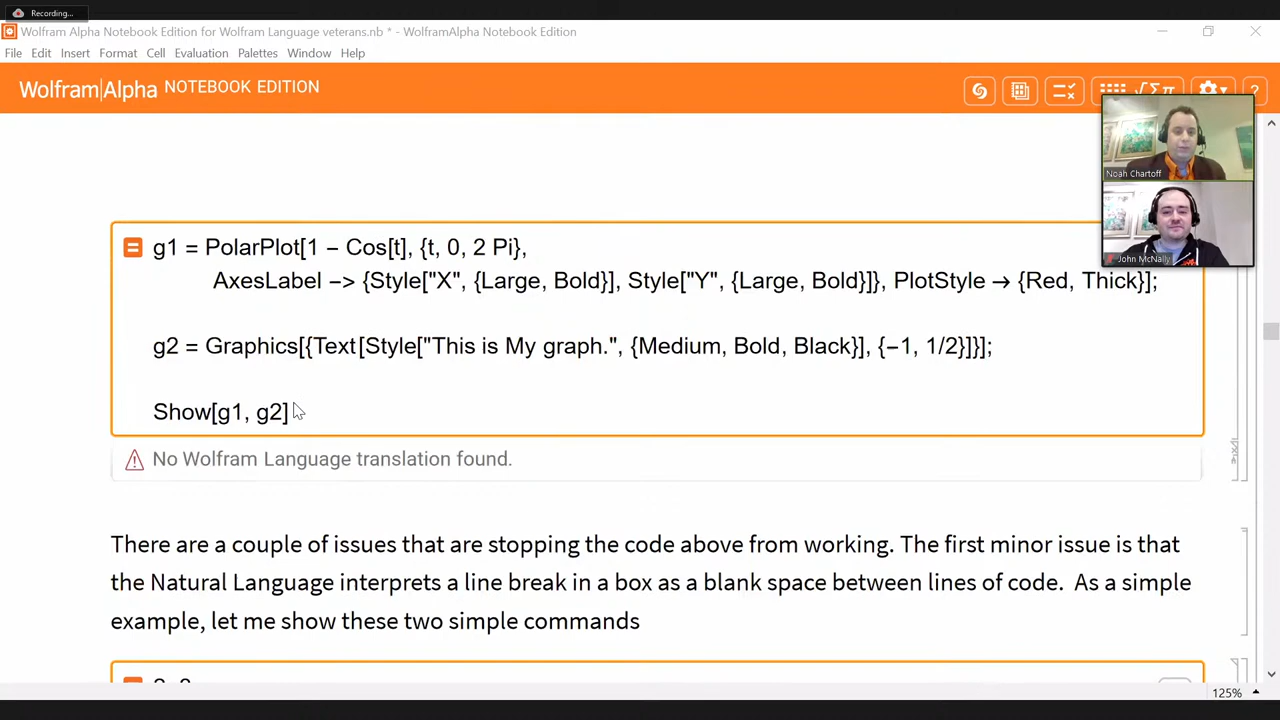 Recording...
Wolfram Alpha Notebook Edition for Wolfram Language veterans.nb * - WolframAlpha Notebook Edition
File Edit Insert Format Cell Evaluation Palettes Window Help
Wolfram|Alpha NOTEBOOK EDITION
√Σπ ?
Noah Chartoff
John McNally
g1 = PolarPlot[1 − Cos[t], {t, 0, 2 Pi},
AxesLabel −> {Style["X", {Large, Bold}], Style["Y", {Large, Bold}]}, PlotStyle → {Red, Thick}];
g2 = Graphics[{Text[Style["This is My graph.", {Medium, Bold, Black}], {−1, 1/2}]}];
Show[g1, g2]
No Wolfram Language translation found.
There are a couple of issues that are stopping the code above from working. The first minor issue is that
the Natural Language interprets a line break in a box as a blank space between lines of code. As a simple
example, let me show these two simple commands
125%